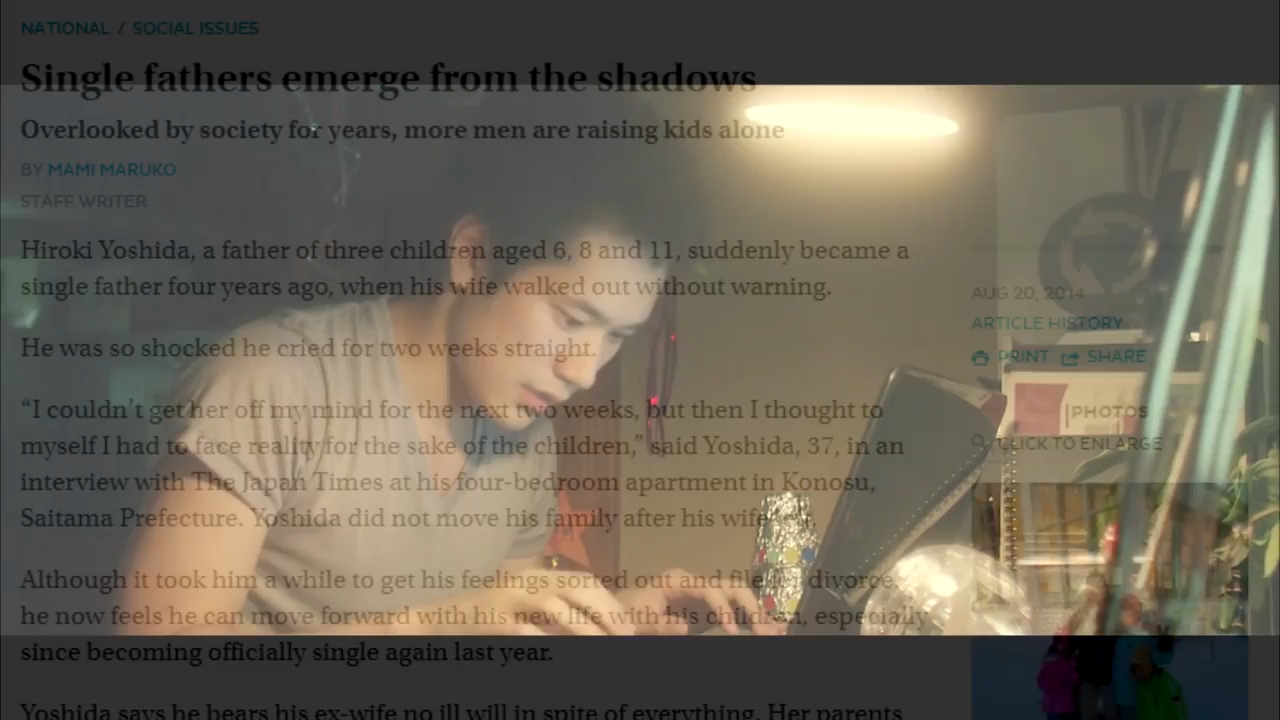 NATIONAL / SOCIAL ISSUES
Single fathers emerge from the shadows
Overlooked by society for years, more men are raising kids alone
BY MAMI MARUKO
STAFF WRITER
Hiroki Yoshida, a father of three children aged 6, 8 and 11, suddenly became a
single father four years ago, when his wife walked out without warning.
He was so shocked he cried for two weeks straight.
“I couldn’t get her off my mind for the next two weeks, but then I thought to
myself I had to face reality for the sake of the children,” said Yoshida, 37, in an
interview with The Japan Times at his four-bedroom apartment in Konosu,
Saitama Prefecture. Yoshida did not move his family after his wife
Although it took him a while to get his feelings sorted out and file for divorce,
he now feels he can move forward with his new life with his children, especially
since becoming officially single again last year.
Yoshida says he bears his ex-wife no ill will in spite of everything. Her parents
AUG 20, 2014
ARTICLE HISTORY
PRINT SHARE
PHOTOS
CLICK TO ENLARGE